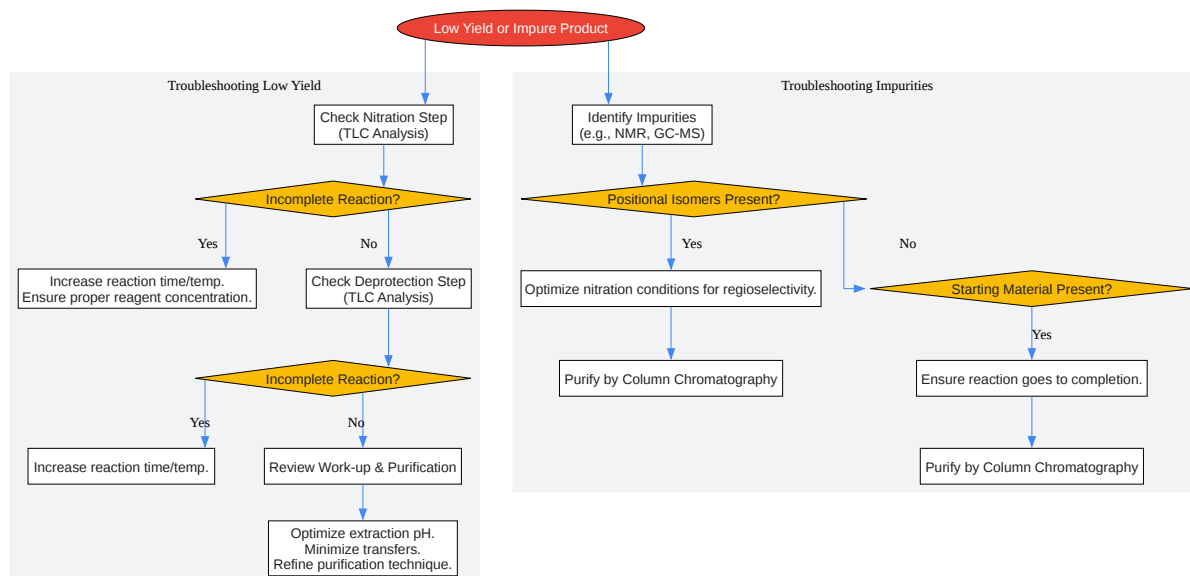 Low Yield or Impure Product
Troubleshooting Low Yield
Check Nitration Step
(TLC Analysis)
Incomplete Reaction?
Yes
No
Increase reaction time/temp.
Ensure proper reagent concentration.
Check Deprotection Step
(TLC Analysis)
Incomplete Reaction?
Yes
No
Increase reaction time/temp.
Review Work-up & Purification
Optimize extraction pH.
Minimize transfers.
Refine purification technique.
Troubleshooting Impurities
Identify Impurities
(e.g., NMR, GC-MS)
Positional Isomers Present?
Yes
No
Optimize nitration conditions for regioselectivity.
Purify by Column Chromatography
Starting Material Present?
Yes
Ensure reaction goes to completion.
Purify by Column Chromatography